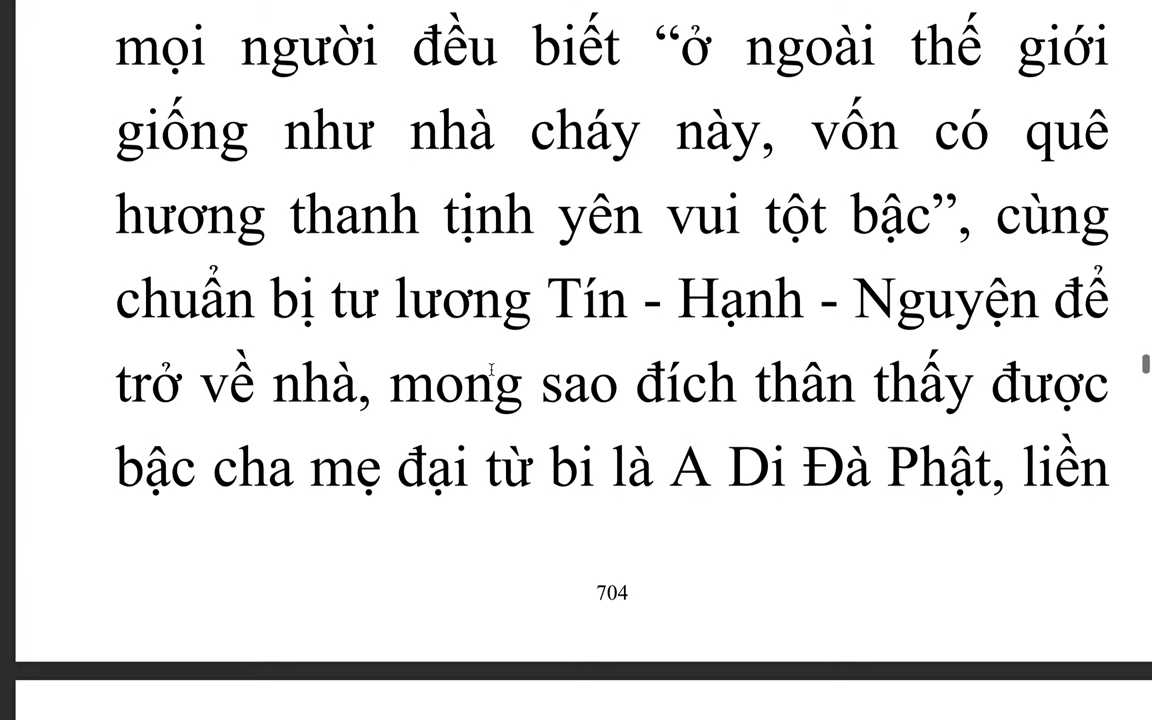 mọi người đều biết “ở ngoài thế giới
giống như nhà cháy này, vốn có quê
hương thanh tịnh yên vui tột bậc”, cùng
chuẩn bị tư lương Tín - Hạnh - Nguyện để
trở về nhà, mong sao đích thân thấy được
bậc cha mẹ đại từ bi là A Di Đà Phật, liền
704